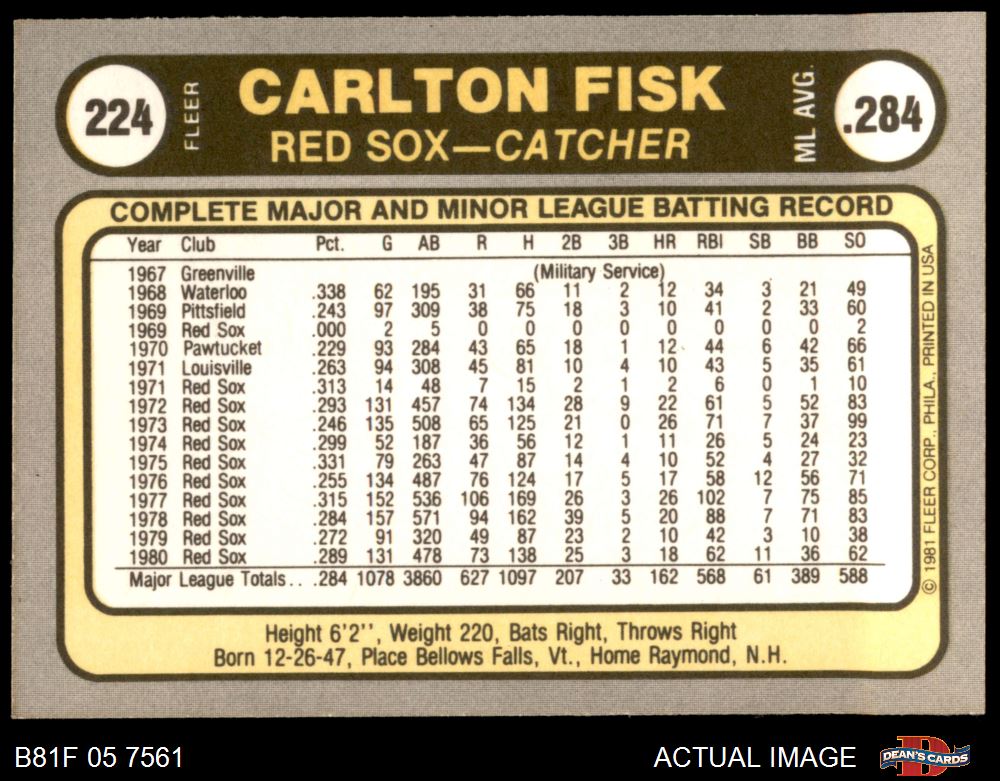 224 FLEER CARLTON FISK ML AVG. .284
RED SOX—CATCHER
COMPLETE MAJOR AND MINOR LEAGUE BATTING RECORD
Year Club Pct. G AB R H 2B 3B HR RBI SB BB SO
1967 Greenville (Military Service)
1968 Waterloo .338 62 195 31 66 11 2 12 34 3 21 49
1969 Pittsfield .243 97 309 38 75 18 3 10 41 2 33 60
1969 Red Sox .000 2 5 0 0 0 0 0 0 0 0 2
1970 Pawtucket .229 93 284 43 65 18 1 12 44 6 42 66
1971 Louisville .263 94 308 45 81 10 4 10 43 5 35 61
1971 Red Sox .313 14 48 7 15 2 1 2 6 0 1 10
1972 Red Sox .293 131 457 74 134 28 9 22 61 5 52 83
1973 Red Sox .246 135 508 65 125 21 0 26 71 7 37 99
1974 Red Sox .299 52 187 36 56 12 1 11 26 5 24 23
1975 Red Sox .331 79 263 47 87 14 4 10 52 4 27 32
1976 Red Sox .255 134 487 76 124 17 5 17 58 12 56 71
1977 Red Sox .315 152 536 106 169 26 3 26 102 7 75 85
1978 Red Sox .284 157 571 94 162 39 5 20 88 7 71 83
1979 Red Sox .272 91 320 49 87 23 2 10 42 3 10 38
1980 Red Sox .289 131 478 73 138 25 3 18 62 11 36 62
Major League Totals . . .284 1078 3860 627 1097 207 33 162 568 61 389 588
© 1981 FLEER CORP., PHILA., PRINTED IN USA
Height 6'2'', Weight 220, Bats Right, Throws Right
Born 12-26-47, Place Bellows Falls, Vt., Home Raymond, N.H.
B81F 05 7561 ACTUAL IMAGE DEAN'S CARDS